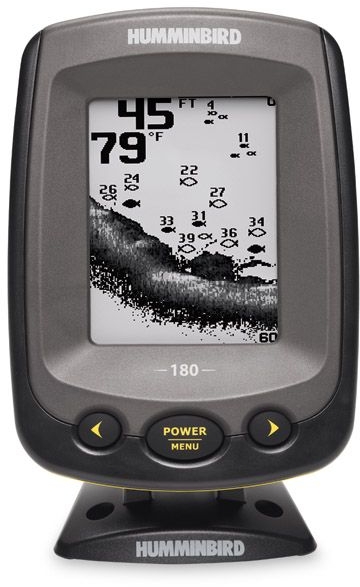 HUMMINBIRD
45 FT 4 0
79 °F 11
24 22
26 27
33 31 34
39 36
60
180
POWER
MENU
HUMMINBIRD